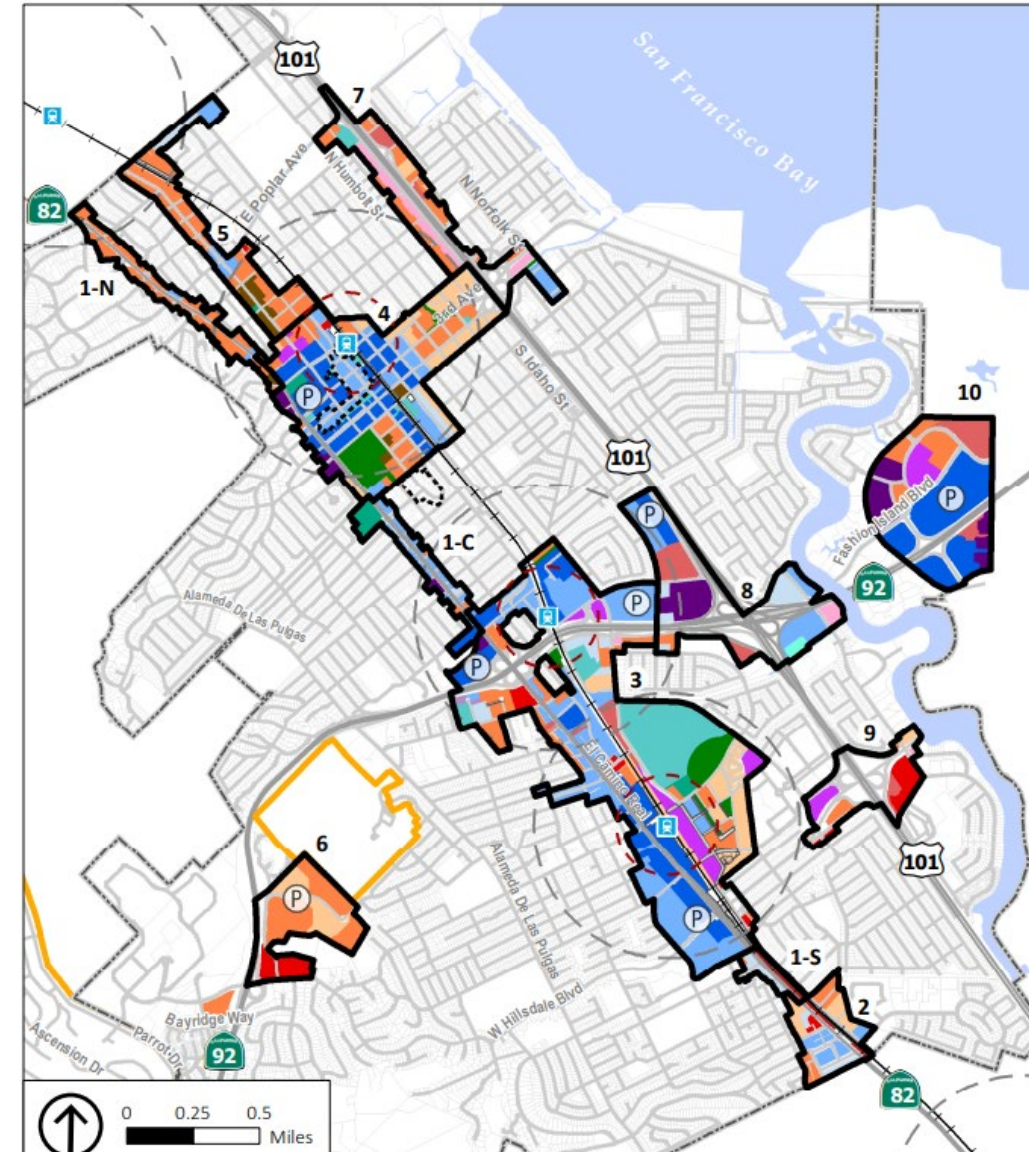 101
San Francisco Bay
7
82
E Poplar Ave
N Humbolt St
N Norfolk St
5
1-N
4
3rd Ave
S Idaho St
P
10
101
P
P
Fashion Island Blvd
1-C
92
8
P
Alameda De Las Pulgas
P
3
9
El Camino Real
101
6
P
Alameda De Las Pulgas
P
1-S
W Hillsdale Blvd
2
Bayridge Way
Ascension Dr
Parrot Dr
92
82
0 0.25 0.5
Miles